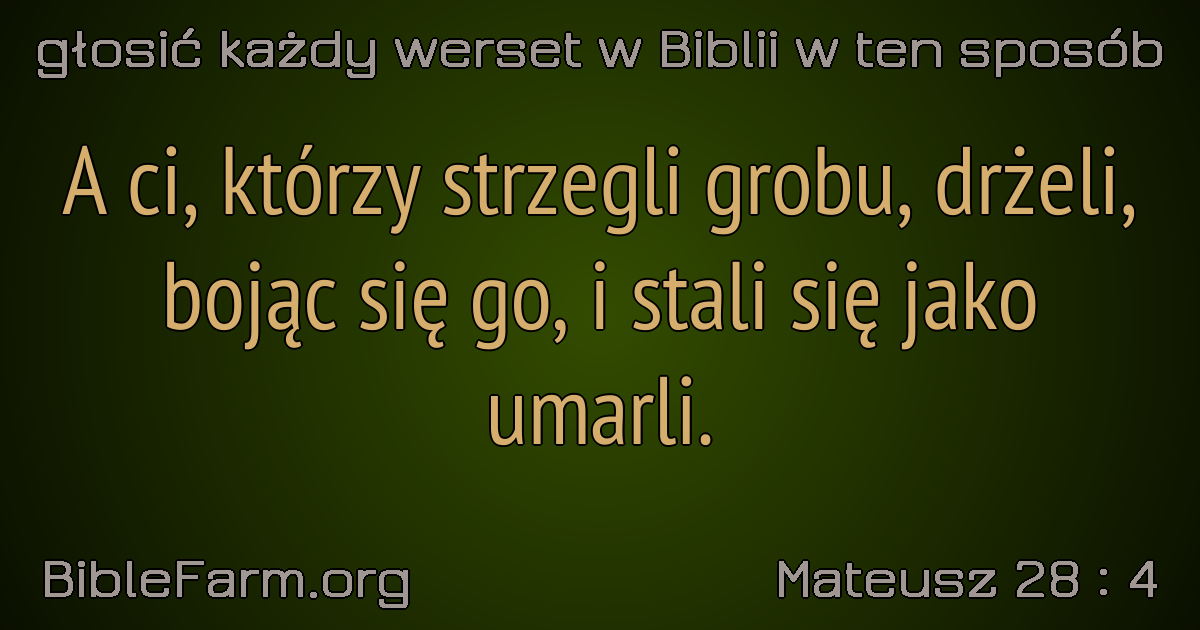 głosić każdy werset w Biblii w ten sposób
A ci, którzy strzegli grobu, drżeli,
bojąc się go, i stali się jako
umarli.
BibleFarm.org
Mateusz 28 : 4